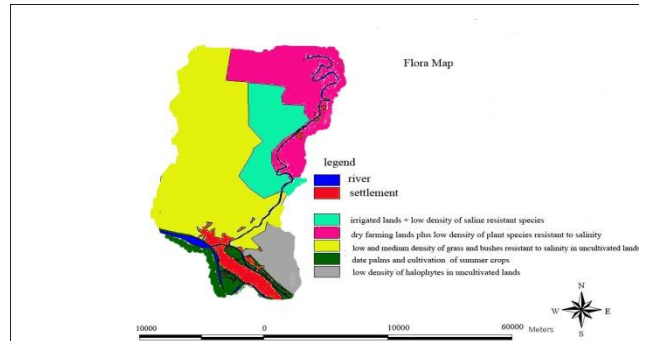 Flora Map
legend
river
settlement
irrigated lands + low density of saline resistant species
dry farming lands plus low density of plant species resistant to salinity
low and medium density of grass and bushes resistant to salinity in uncultivated lands
date palms and cultivation of summer crops
low density of halophytes in uncultivated lands
N
W E
S
10000 0 10000 60000 Meters